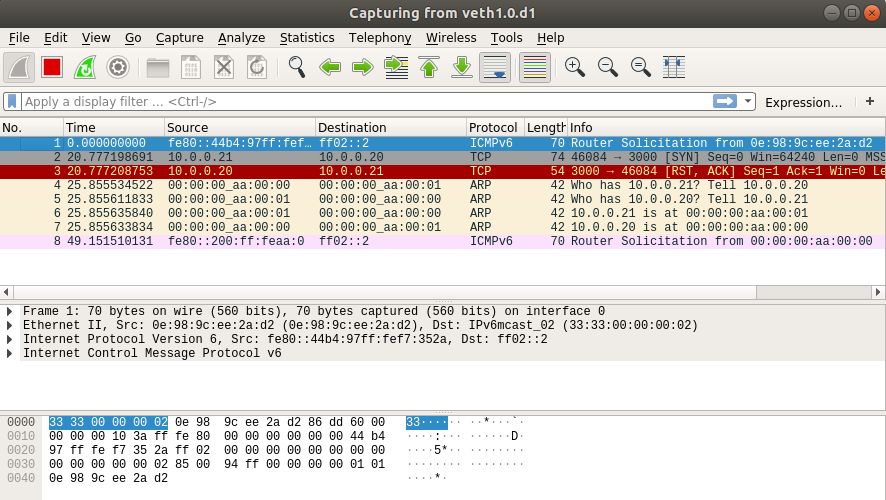 Capturing from veth1.0.d1
File Edit View Go Capture Analyze Statistics Telephony Wireless Tools Help
Apply a display filter ... <Ctrl-/> Expression... +
No. Time Source Destination Protocol Length Info
1 0.000000000 fe80::44b4:97ff:fef... ff02::2 ICMPv6 70 Router Solicitation from 0e:98:9c:ee:2a:d2
2 20.777198691 10.0.0.21 10.0.0.20 TCP 74 46084 → 3000 [SYN] Seq=0 Win=64240 Len=0 MSS
3 20.777208753 10.0.0.20 10.0.0.21 TCP 54 3000 → 46084 [RST, ACK] Seq=1 Ack=1 Win=0 Le
4 25.855534522 00:00:00_aa:00:00 00:00:00_aa:00:01 ARP 42 Who has 10.0.0.21? Tell 10.0.0.20
5 25.855611833 00:00:00_aa:00:01 00:00:00_aa:00:00 ARP 42 Who has 10.0.0.20? Tell 10.0.0.21
6 25.855635840 00:00:00_aa:00:01 00:00:00_aa:00:00 ARP 42 10.0.0.21 is at 00:00:00:aa:00:01
7 25.855633834 00:00:00_aa:00:00 00:00:00_aa:00:01 ARP 42 10.0.0.20 is at 00:00:00:aa:00:00
8 49.151510131 fe80::200:ff:feaa:0 ff02::2 ICMPv6 70 Router Solicitation from 00:00:00:aa:00:00
Frame 1: 70 bytes on wire (560 bits), 70 bytes captured (560 bits) on interface 0
Ethernet II, Src: 0e:98:9c:ee:2a:d2 (0e:98:9c:ee:2a:d2), Dst: IPv6mcast_02 (33:33:00:00:00:02)
Internet Protocol Version 6, Src: fe80::44b4:97ff:fef7:352a, Dst: ff02::2
Internet Control Message Protocol v6
0000 33 33 00 00 00 02 0e 98 9c ee 2a d2 86 dd 60 00 33······ ··*···`·
0010 00 00 00 10 3a ff fe 80 00 00 00 00 00 00 44 b4 ····:··· ······D·
0020 97 ff fe f7 35 2a ff 02 00 00 00 00 00 00 00 00 ····5*·· ········
0030 00 00 00 00 00 02 85 00 94 ff 00 00 00 00 01 01 ········ ········
0040 0e 98 9c ee 2a d2 ····*·